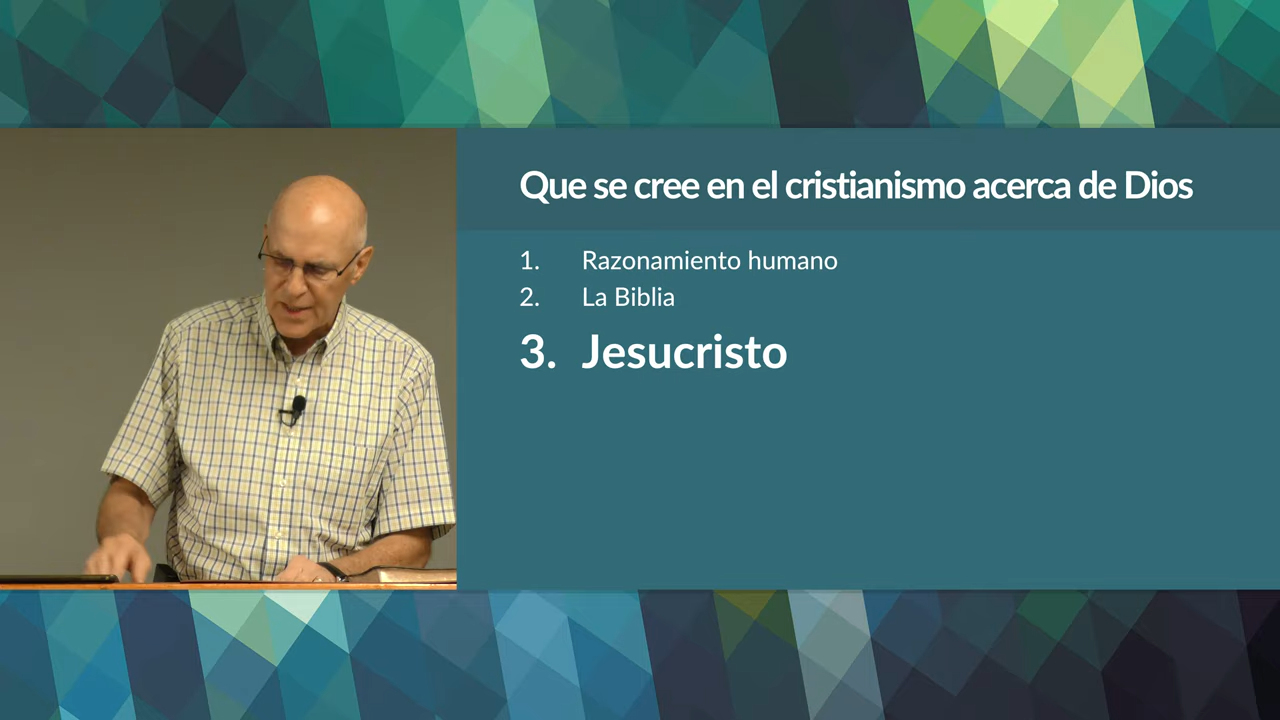 Que se cree en el cristianismo acerca de Dios
1. Razonamiento humano
2. La Biblia
3. Jesucristo